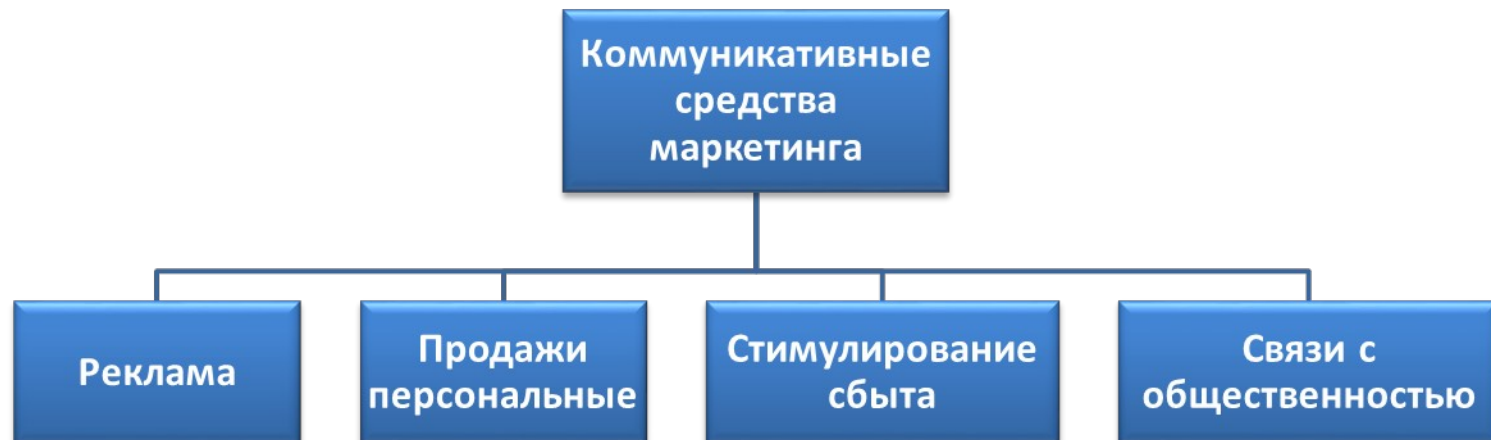 Коммуникативные
средства
маркетинга
Реклама
Продажи
персональные
Стимулирование
сбыта
Связи с
общественностью